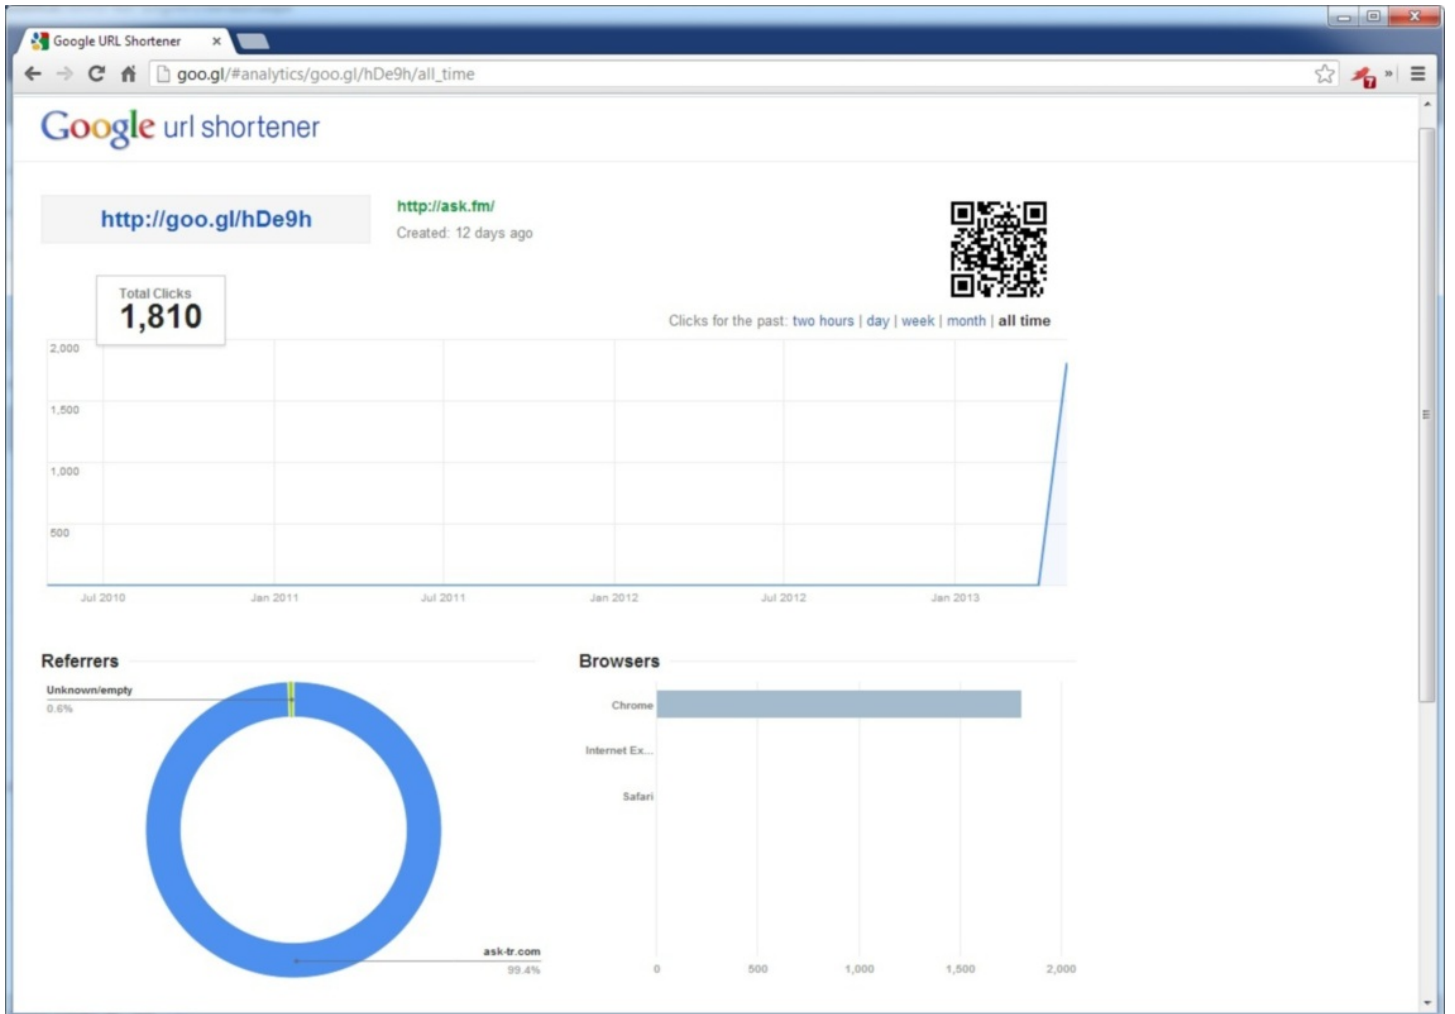 Google URL Shortener
goo.gl/#analytics/goo.gl/hDe9h/all_time
7
Google url shortener
http://goo.gl/hDe9h
http://ask.fm/
Created: 12 days ago
Total Clicks
1,810
Clicks for the past: two hours | day | week | month | all time
2,000
1,500
1,000
500
Jul 2010 Jan 2011 Jul 2011 Jan 2012 Jul 2012 Jan 2013
Referrers
Unknown/empty
0.6%
ask-tr.com
99.4%
Browsers
Chrome
Internet Ex...
Safari
0 500 1,000 1,500 2,000